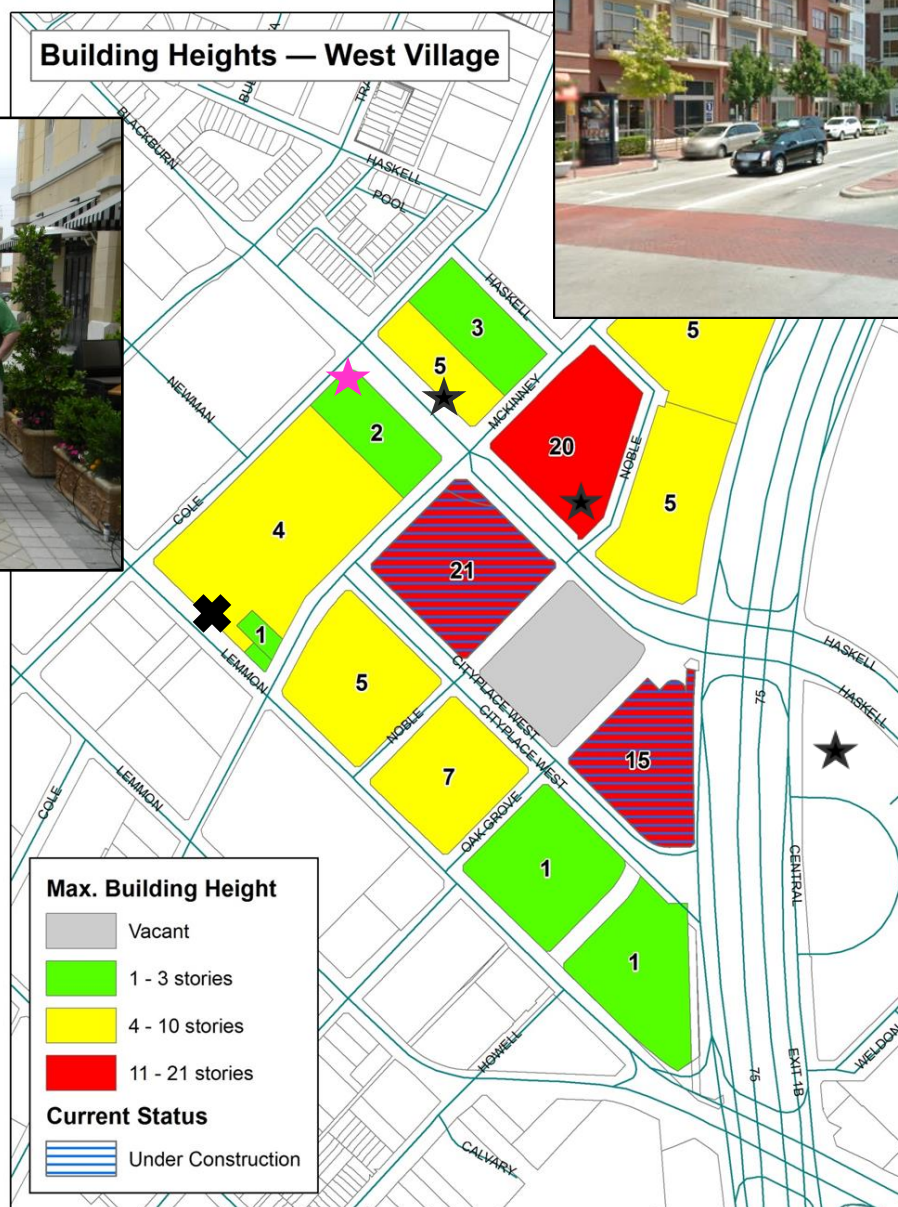 Building Heights — West Village
BLACKBURN
HASKELL
POOL
HASKELL
NEWMAN
COLE
MCKINNEY
NOBLE
3
5
5
2
20
5
4
21
1
LEMMON
5
CITYPLACE WEST
CITYPLACE WEST
NOBLE
7
15
75
HASKELL
HASKELL
COLE
LEMMON
OAK GROVE
1
1
CENTRAL
HOWELL
75
EXIT 1B
WELDON
CALVARY
Max. Building Height
Vacant
1 - 3 stories
4 - 10 stories
11 - 21 stories
Current Status
Under Construction